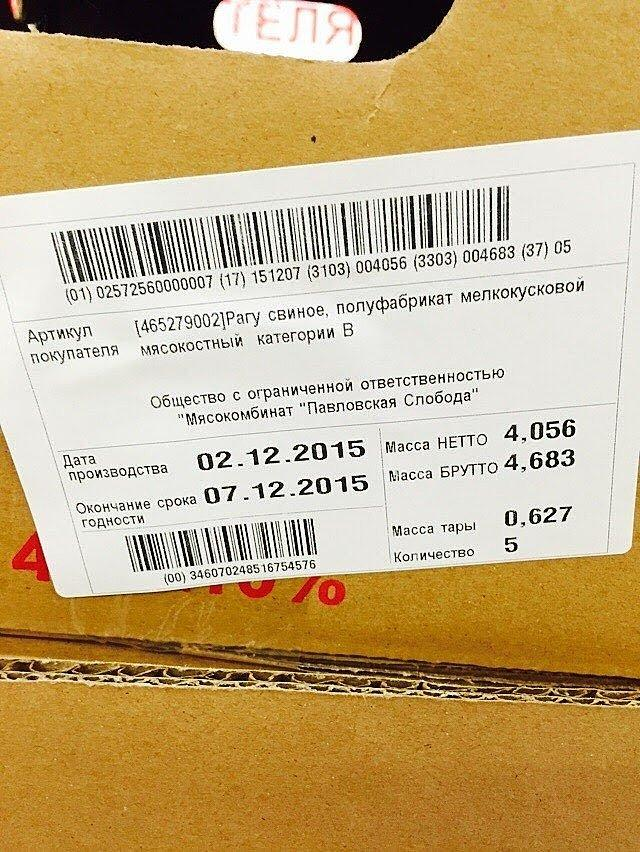 ТЕЛЯ
(01) 02572560000007 (17) 151207 (3103) 004056 (3303) 004683 (37) 05
Артикул покупателя
[465279002]Рагу свиное, полуфабрикат мелкокусковой
мясокостный категории В
Общество с ограниченной ответственностью
"Мясокомбинат "Павловская Слобода"
Дата
производства 02.12.2015
Окончание срока годности 07.12.2015
Масса НЕТТО 4,056
Масса БРУТТО 4,683
Масса тары 0,627
Количество 5
(00) 346070248516754576
%